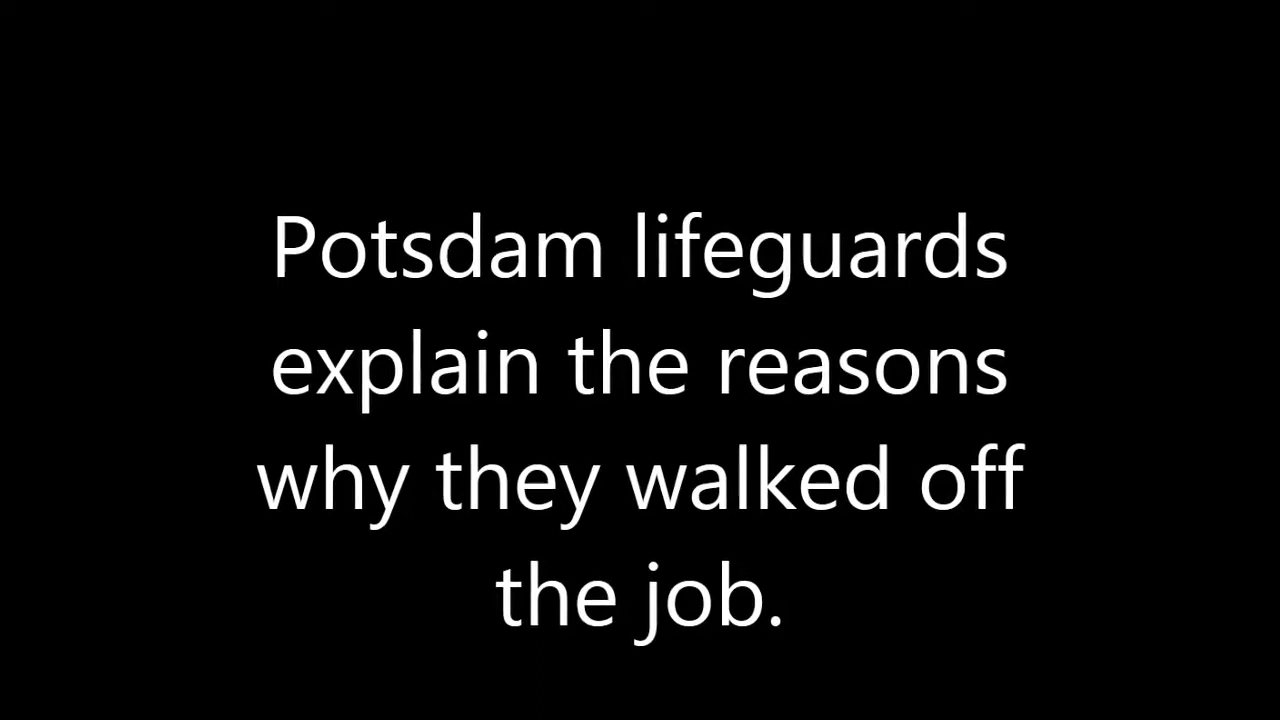 Potsdam lifeguards
explain the reasons
why they walked off
the job.